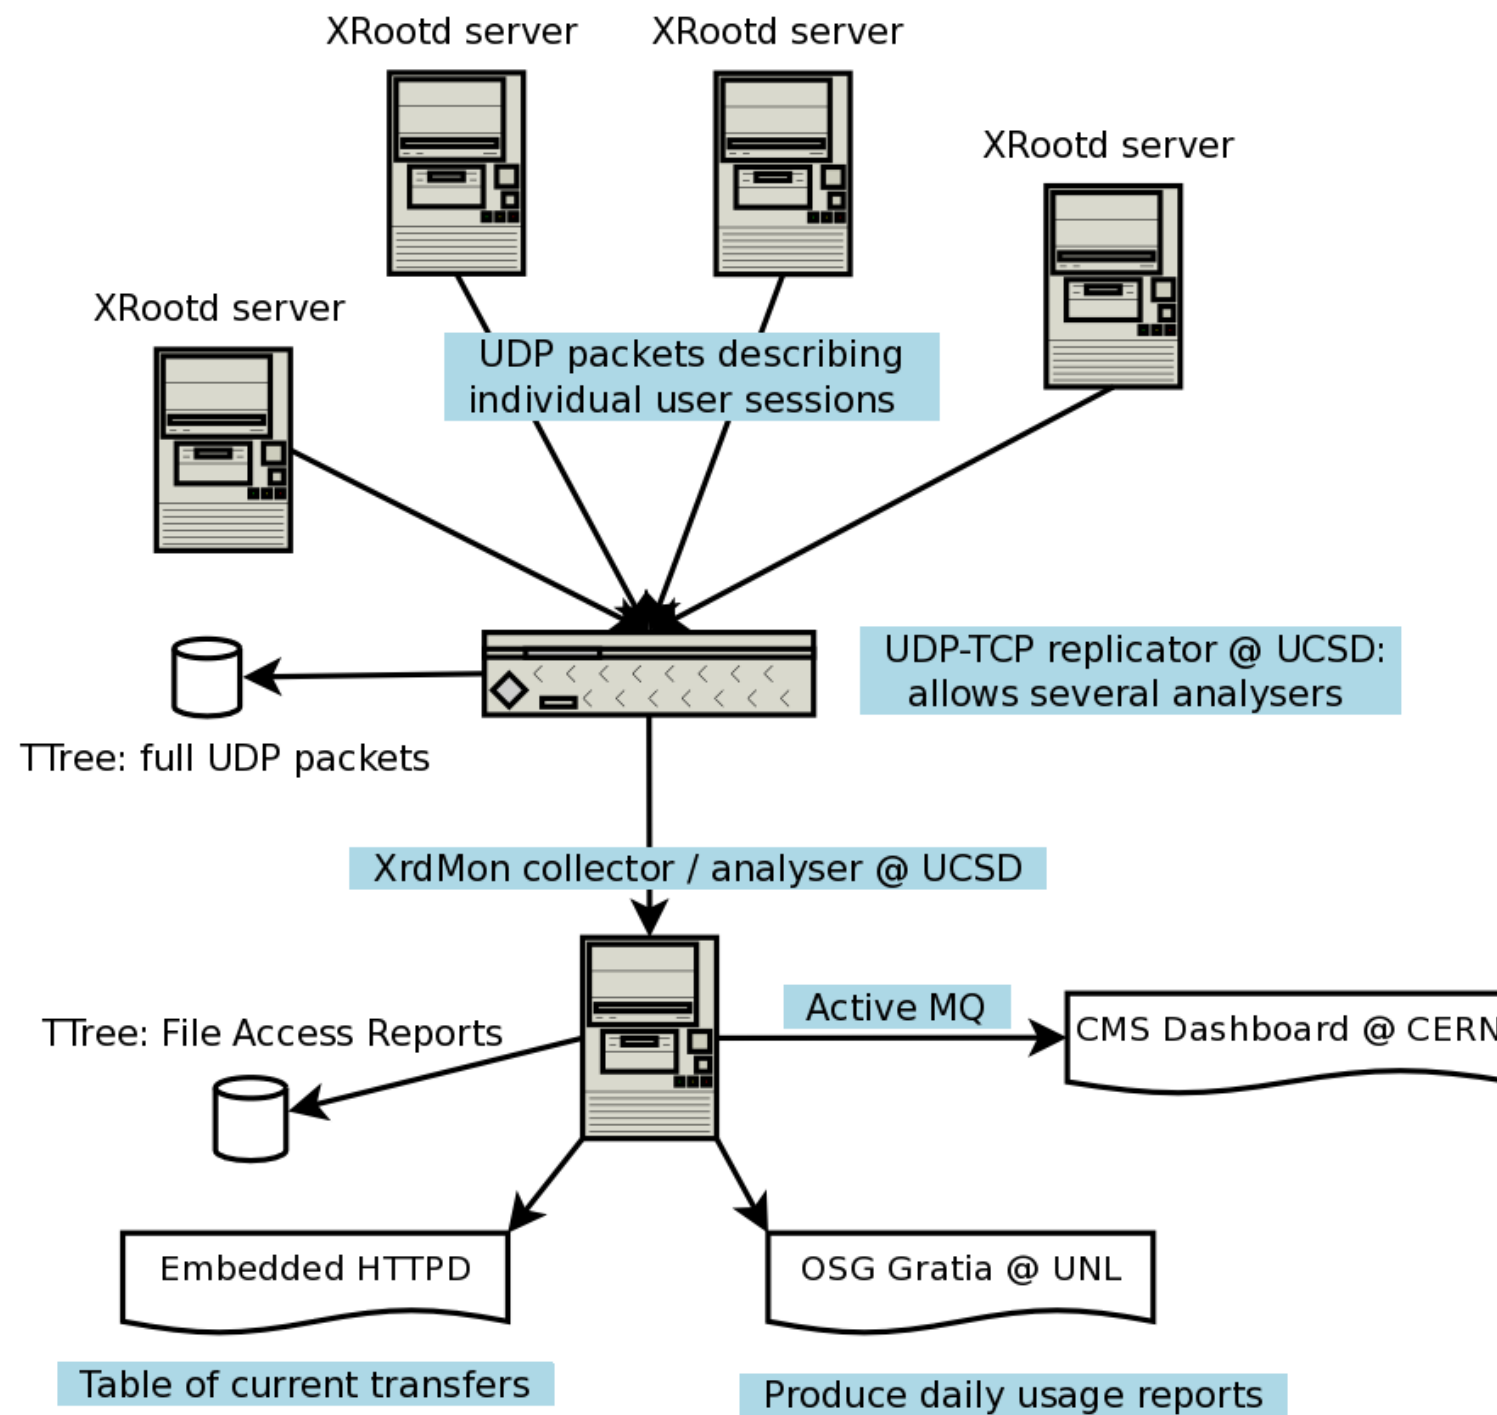 XRootd server
XRootd server
XRootd server
XRootd server
UDP packets describing
individual user sessions
UDP-TCP replicator @ UCSD:
allows several analysers
TTree: full UDP packets
XrdMon collector / analyser @ UCSD
Active MQ
CMS Dashboard @ CERN
TTree: File Access Reports
Embedded HTTPD
OSG Gratia @ UNL
Table of current transfers
Produce daily usage reports